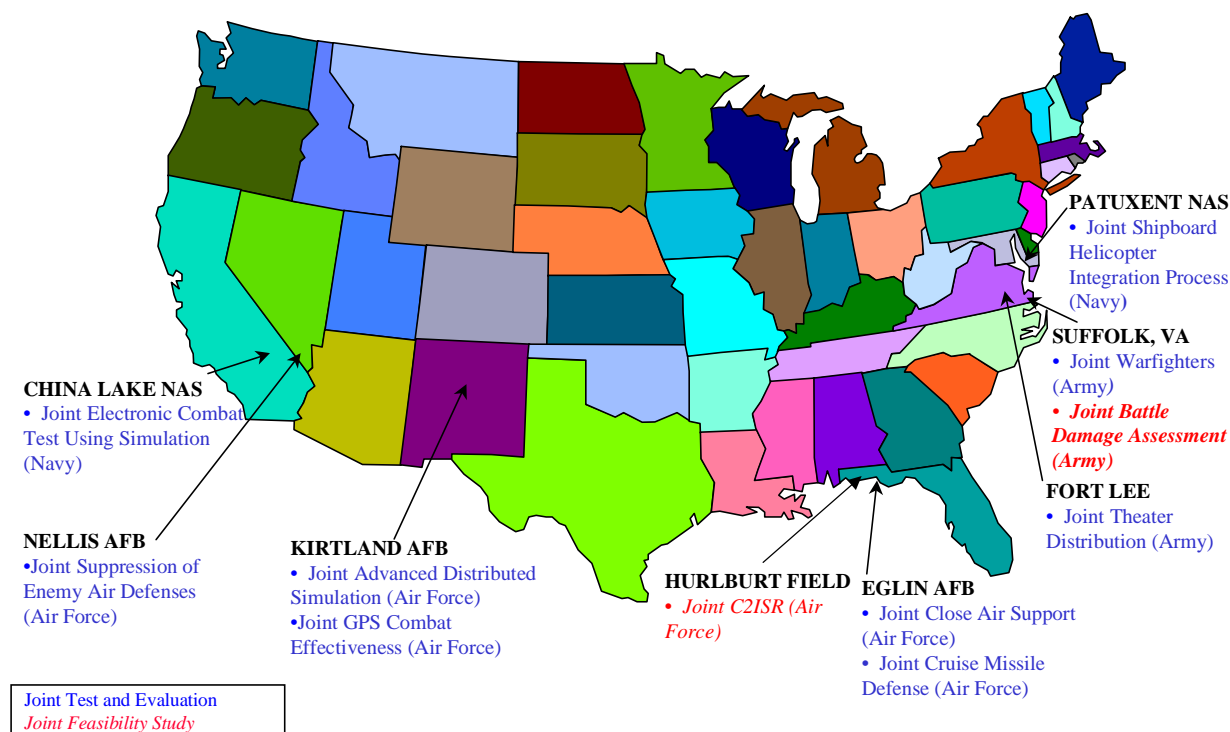 PATUXENT NAS
• Joint Shipboard
Helicopter
Integration Process
(Navy)
SUFFOLK, VA
• Joint Warfighters
(Army)
• Joint Battle
Damage Assessment
(Army)
FORT LEE
• Joint Theater
Distribution (Army)
CHINA LAKE NAS
• Joint Electronic Combat
Test Using Simulation
(Navy)
NELLIS AFB
•Joint Suppression of
Enemy Air Defenses
(Air Force)
KIRTLAND AFB
• Joint Advanced Distributed
Simulation (Air Force)
•Joint GPS Combat
Effectiveness (Air Force)
HURLBURT FIELD
• Joint C2ISR (Air
Force)
EGLIN AFB
• Joint Close Air Support
(Air Force)
• Joint Cruise Missile
Defense (Air Force)
Joint Test and Evaluation
Joint Feasibility Study